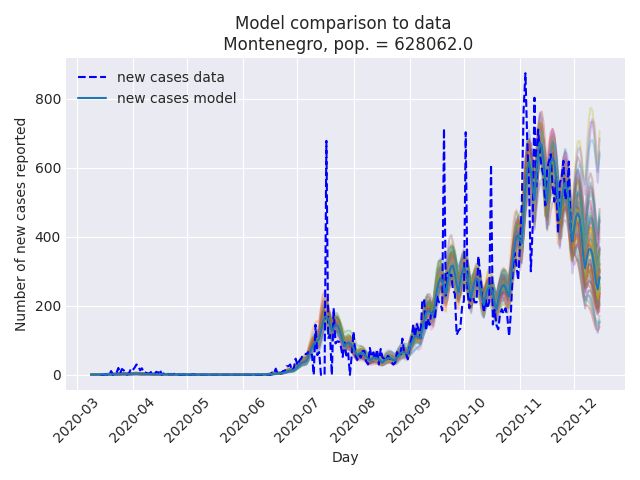 Model comparison to data
Montenegro, pop. = 628062.0
new cases data
new cases model
Number of new cases reported
800
600
400
200
0
2020-03
2020-04
2020-05
2020-06
2020-07
2020-08
2020-09
2020-10
2020-11
2020-12
Day